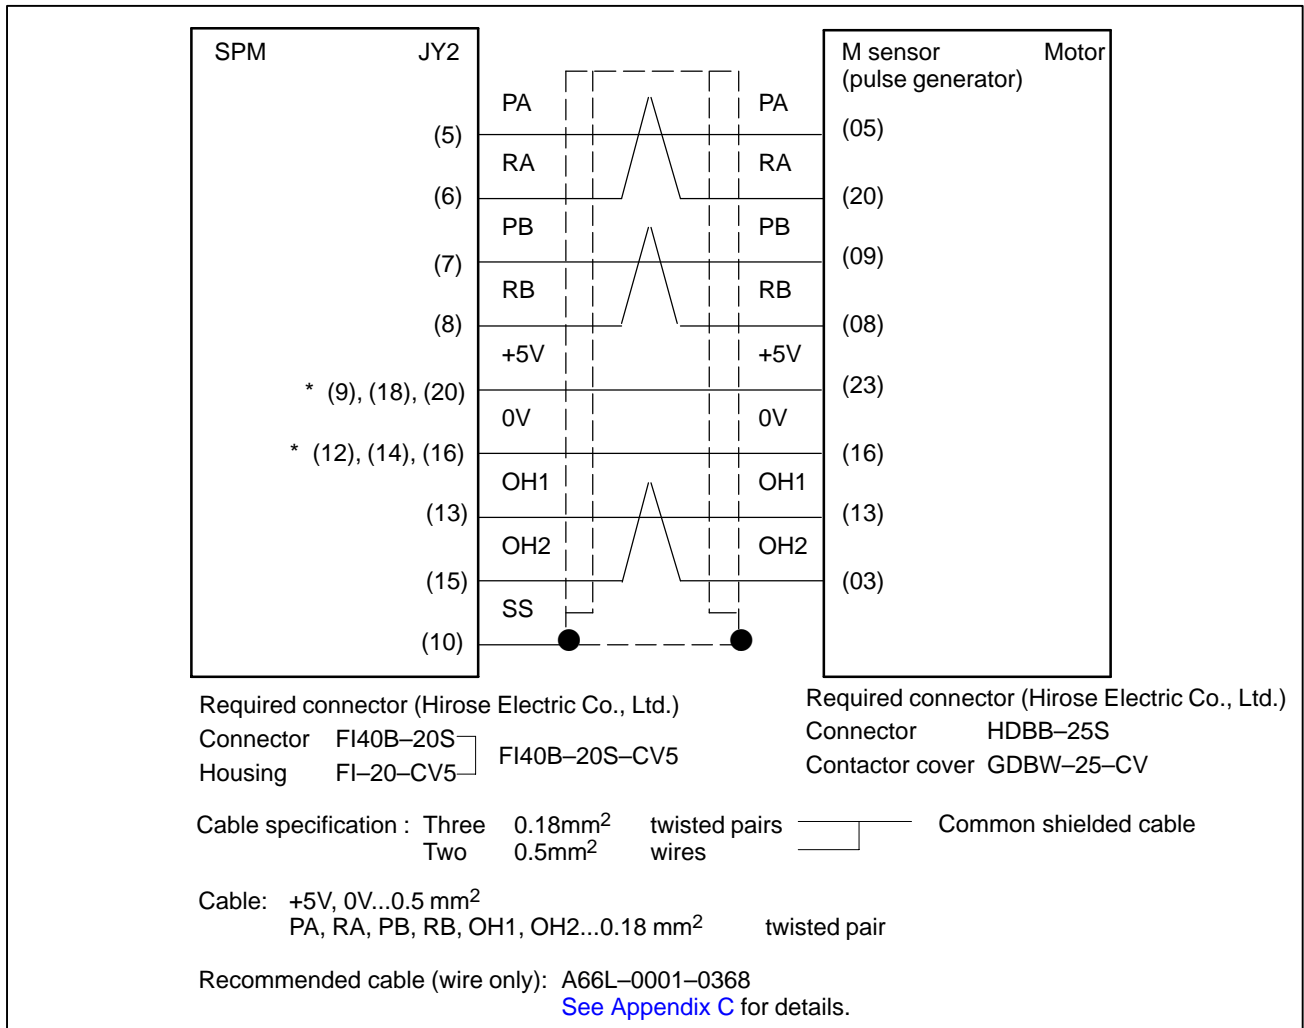 SPM JY2 M sensor Motor
(pulse generator)
PA PA
(5) (05)
RA RA
(6) (20)
PB PB
(7) (09)
RB RB
(8) (08)
+5V +5V
* (9), (18), (20) (23)
0V 0V
* (12), (14), (16) (16)
OH1 OH1
(13) (13)
OH2 OH2
(15) (03)
SS
(10)
Required connector (Hirose Electric Co., Ltd.)
Connector FI40B–20S
Housing FI–20–CV5
FI40B–20S–CV5
Required connector (Hirose Electric Co., Ltd.)
Connector HDBB–25S
Contactor cover GDBW–25–CV
Cable specification : Three 0.18mm² twisted pairs Common shielded cable
Two 0.5mm² wires
Cable: +5V, 0V...0.5 mm²
PA, RA, PB, RB, OH1, OH2...0.18 mm² twisted pair
Recommended cable (wire only): A66L–0001–0368
See Appendix C for details.